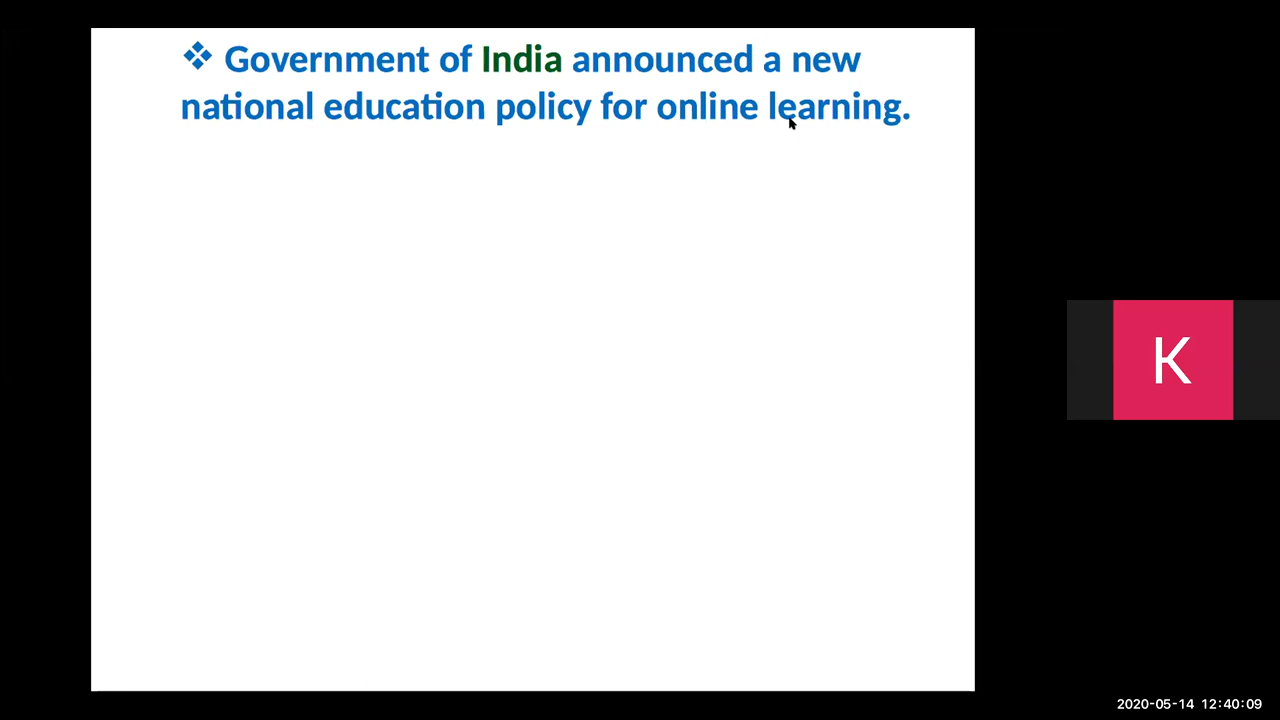 ❖ Government of India announced a new
national education policy for online learning.
K
2020-05-14 12:40:09